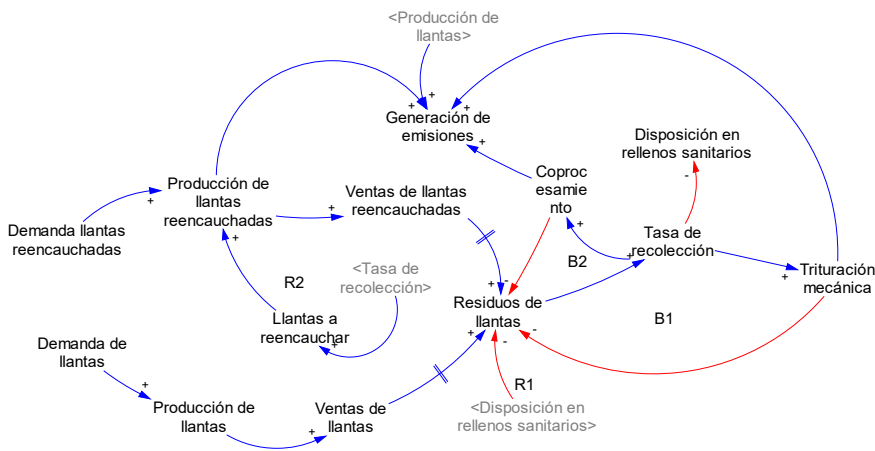 <Producción de
llantas>
Generación de
emisiones
Disposición en
rellenos sanitarios
Coproc
esamie
nto
Producción de
llantas
reencauchadas
Ventas de llantas
reencauchadas
Demanda llantas
reencauchadas
Tasa de
recolección
<Tasa de
recolección>
B2
R2
Trituración
mecánica
Residuos de
llantas
Llantas a
reencauchar
B1
Demanda de
llantas
R1
Producción de
llantas
Ventas de
llantas
<Disposición en
rellenos sanitarios>